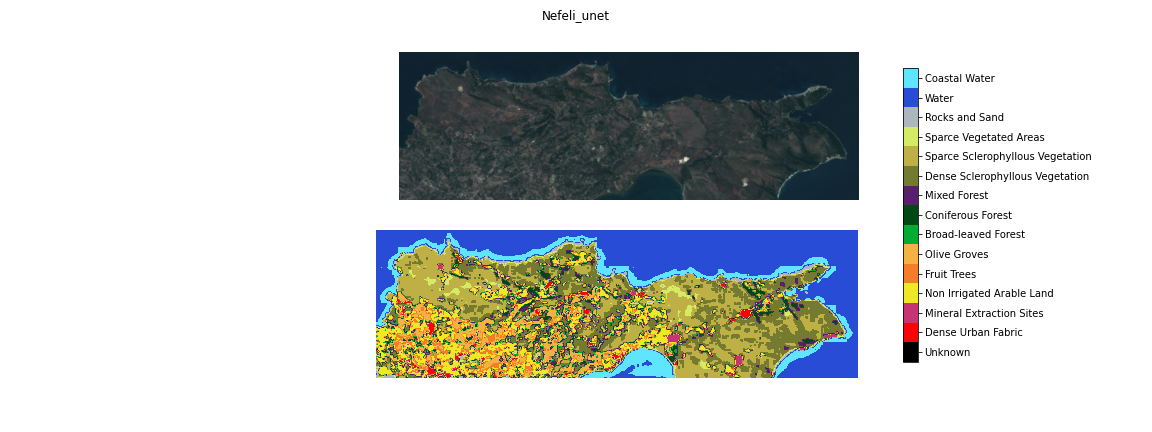 Nefeli_unet
Coastal Water
Water
Rocks and Sand
Sparce Vegetated Areas
Sparce Sclerophyllous Vegetation
Dense Sclerophyllous Vegetation
Mixed Forest
Coniferous Forest
Broad-leaved Forest
Olive Groves
Fruit Trees
Non Irrigated Arable Land
Mineral Extraction Sites
Dense Urban Fabric
Unknown